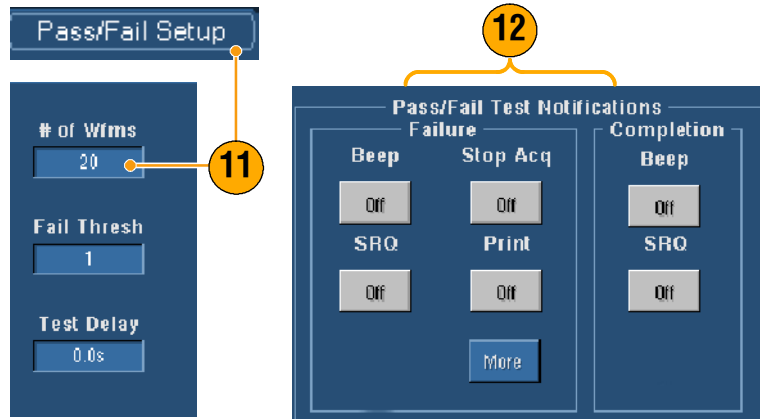 Pass/Fail Setup
11
# of Wfms
20
Fail Thresh
1
Test Delay
0.0s
12
Pass/Fail Test Notifications
Failure
Beep Stop Acq
Off Off
SRQ Print
Off Off
More
Completion
Beep
Off
SRQ
Off